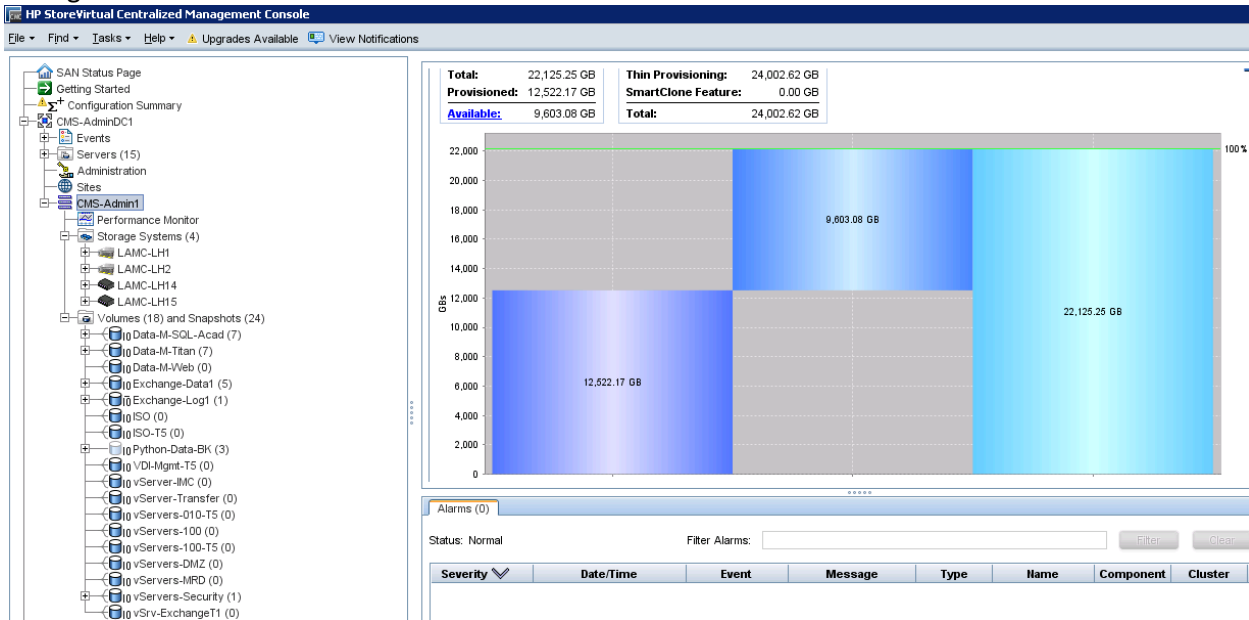 HP StoreVirtual Centralized Management Console
File Find Tasks Help Upgrades Available View Notifications
SAN Status Page
Getting Started
Configuration Summary
CMS-AdminDC1
Events
Servers (15)
Administration
Sites
CMS-Admin1
Performance Monitor
Storage Systems (4)
LAMC-LH1
LAMC-LH2
LAMC-LH14
LAMC-LH15
Volumes (18) and Snapshots (24)
Data-M-SQL-Acad (7)
Data-M-Titan (7)
Data-M-Web (0)
Exchange-Data1 (5)
Exchange-Log1 (1)
ISO (0)
ISO-T5 (0)
Python-Data-BK (3)
VDI-Mgmt-T5 (0)
vServer-IMC (0)
vServer-Transfer (0)
vServers-010-T5 (0)
vServers-100 (0)
vServers-100-T5 (0)
vServers-DMZ (0)
vServers-MRD (0)
vServers-Security (1)
vSrv-ExchangeT1 (0)
Total: 22,125.25 GB Thin Provisioning: 24,002.62 GB
Provisioned: 12,522.17 GB SmartClone Feature: 0.00 GB
Available: 9,603.08 GB Total: 24,002.62 GB
22,000 100%
20,000
18,000
9,603.08 GB
16,000
14,000
GBs
12,000
22,125.25 GB
10,000
8,000
6,000
12,522.17 GB
4,000
2,000
0
Alarms (0)
Status: Normal Filter Alarms: Filter Clear
Severity Date/Time Event Message Type Name Component Cluster